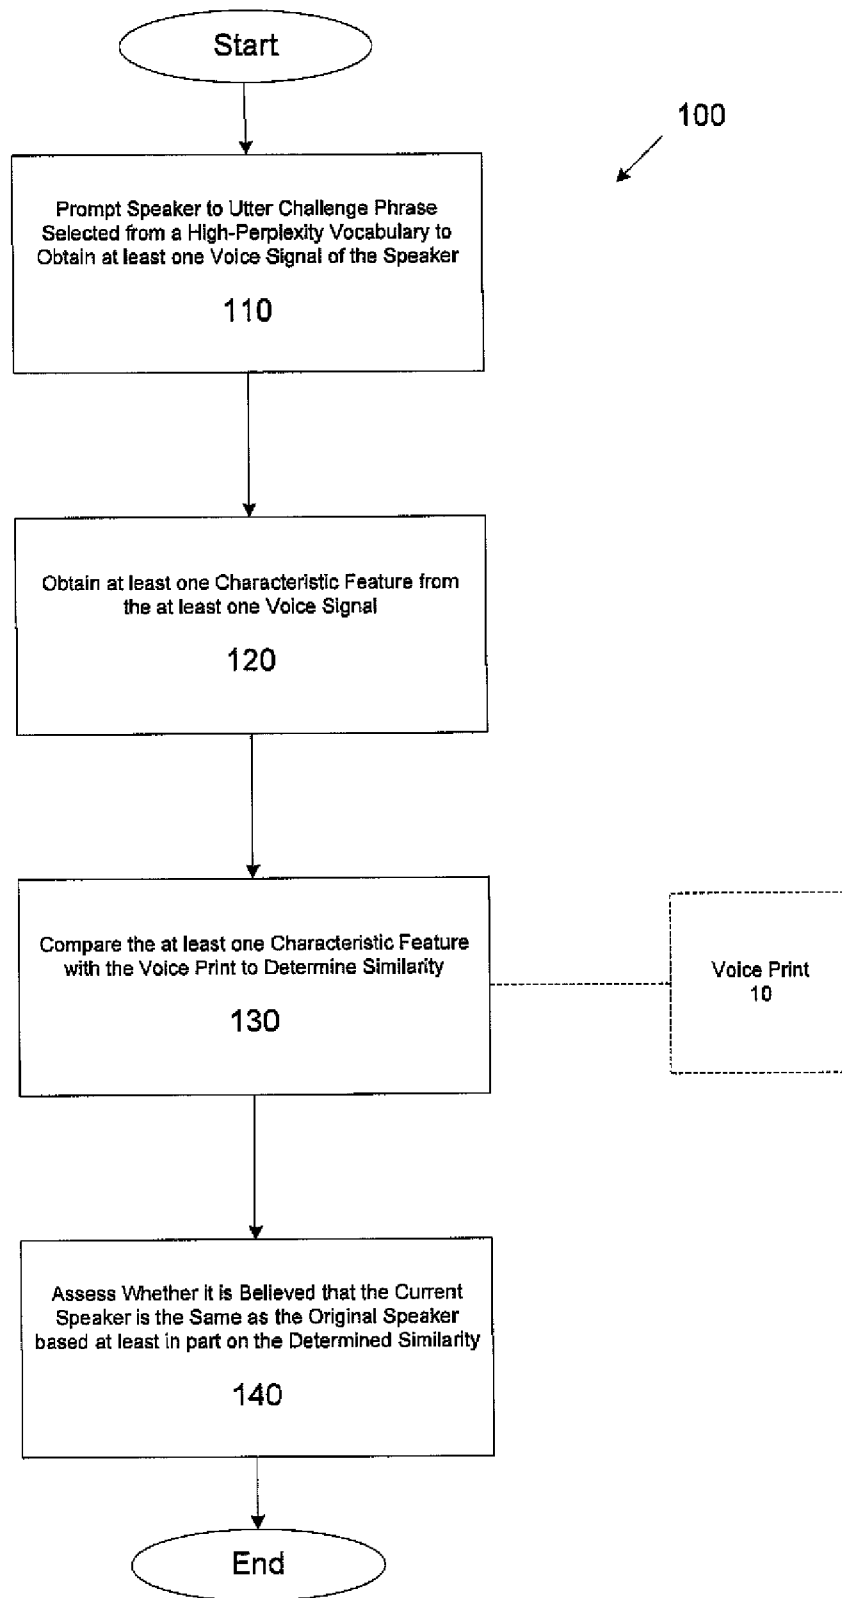 Start
100
Prompt Speaker to Utter Challenge Phrase
Selected from a High-Perplexity Vocabulary to
Obtain at least one Voice Signal of the Speaker
110
Obtain at least one Characteristic Feature from
the at least one Voice Signal
120
Compare the at least one Characteristic Feature
with the Voice Print to Determine Similarity
130
Voice Print
10
Assess Whether it is Believed that the Current
Speaker is the Same as the Original Speaker
based at least in part on the Determined Similarity
140
End